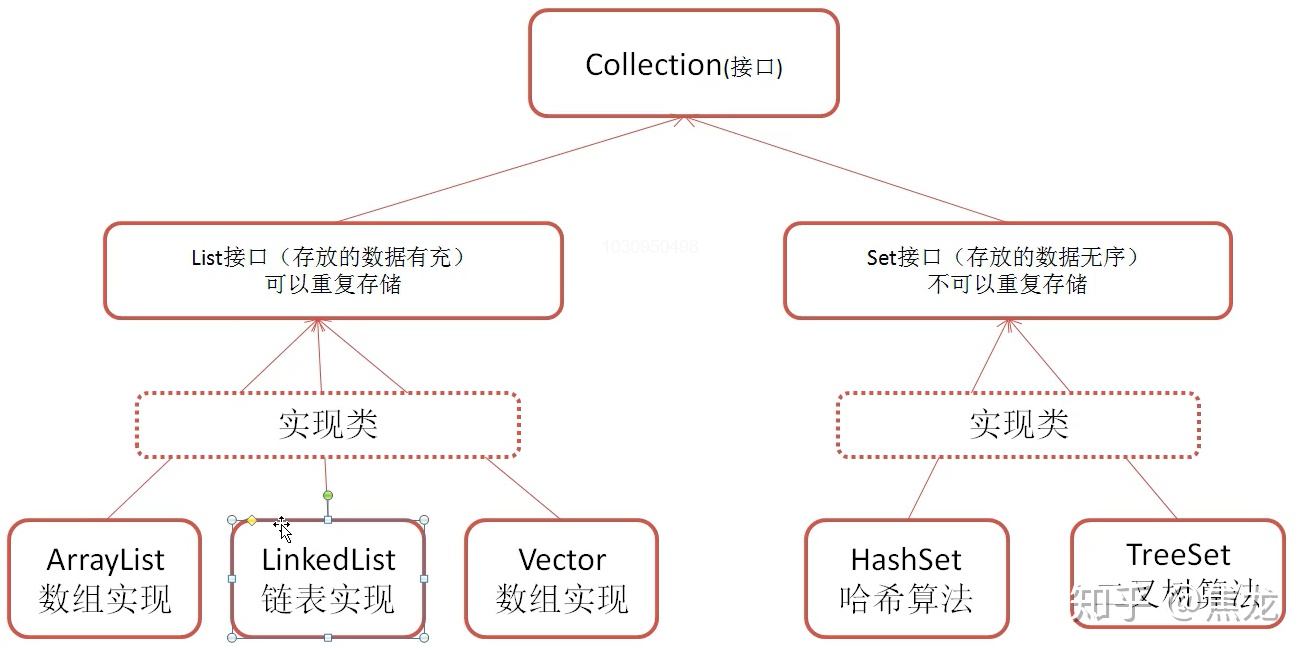 Collection(接口)
List接口（存放的数据有充）
可以重复存储
1030950498
Set接口（存放的数据无序）
不可以重复存储
实现类
实现类
ArrayList
数组实现
LinkedList
链表实现
Vector
数组实现
HashSet
哈希算法
TreeSet
二叉树算法
知乎 @焦龙